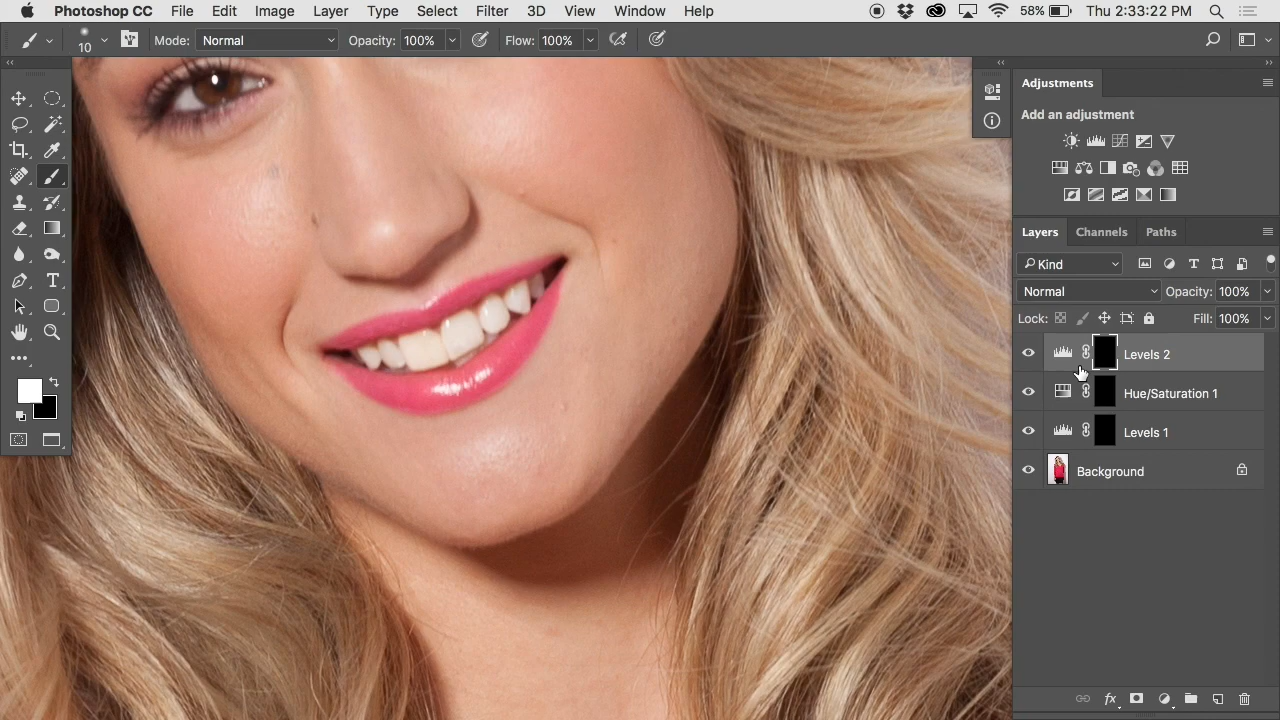 Photoshop CC File Edit Image Layer Type Select Filter 3D View Window Help 58% Thu 2:33:22 PM
10 Mode: Normal Opacity: 100% Flow: 100%
Adjustments
Add an adjustment
Layers Channels Paths
Kind
Normal Opacity: 100%
Lock: Fill: 100%
Levels 2
Hue/Saturation 1
Levels 1
Background
fx